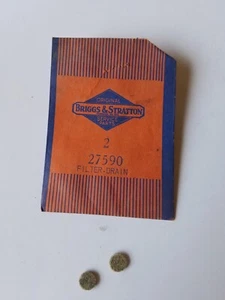 ORIGINAL
BRIGGS & STRATTON
SERVICE
PARTS
2
27590
FILTER-DRAIN